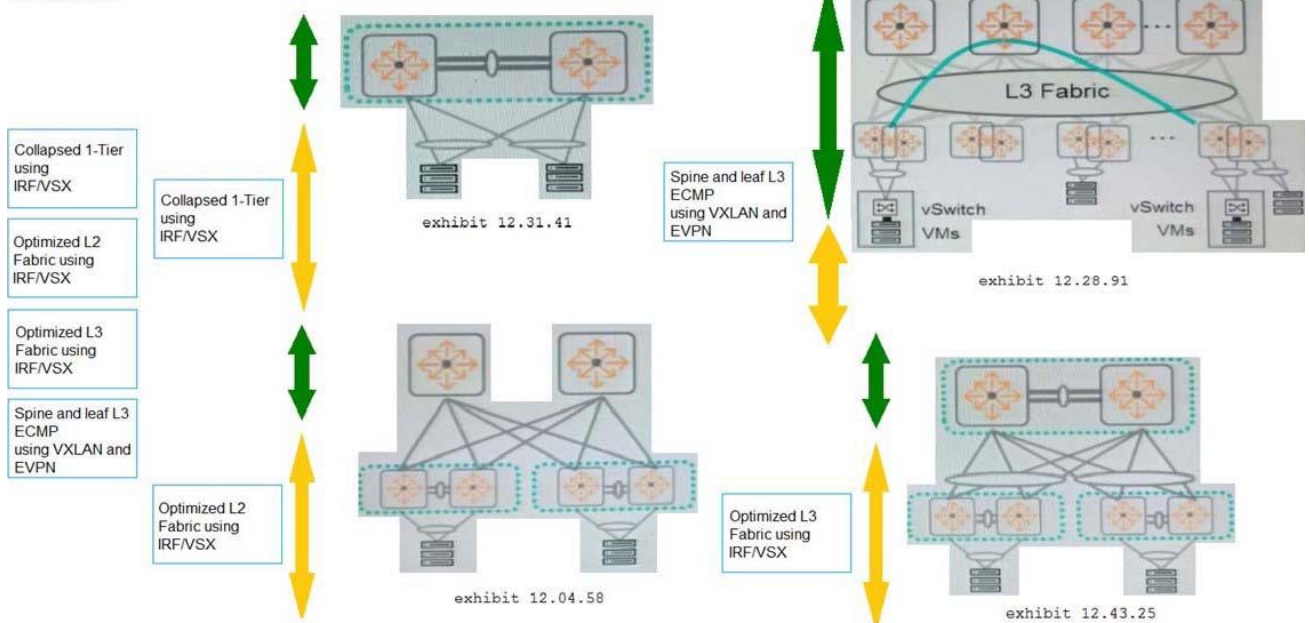 Collapsed 1-Tier
using
IRF/VSX
Optimized L2
Fabric using
IRF/VSX
Optimized L3
Fabric using
IRF/VSX
Spine and leaf L3
ECMP
using VXLAN and
EVPN
Collapsed 1-Tier
using
IRF/VSX
exhibit 12.31.41
Optimized L2
Fabric using
IRF/VSX
exhibit 12.04.58
Spine and leaf L3
ECMP
using VXLAN and
EVPN
L3 Fabric
vSwitch
VMs
vSwitch
VMs
exhibit 12.28.91
Optimized L3
Fabric using
IRF/VSX
exhibit 12.43.25